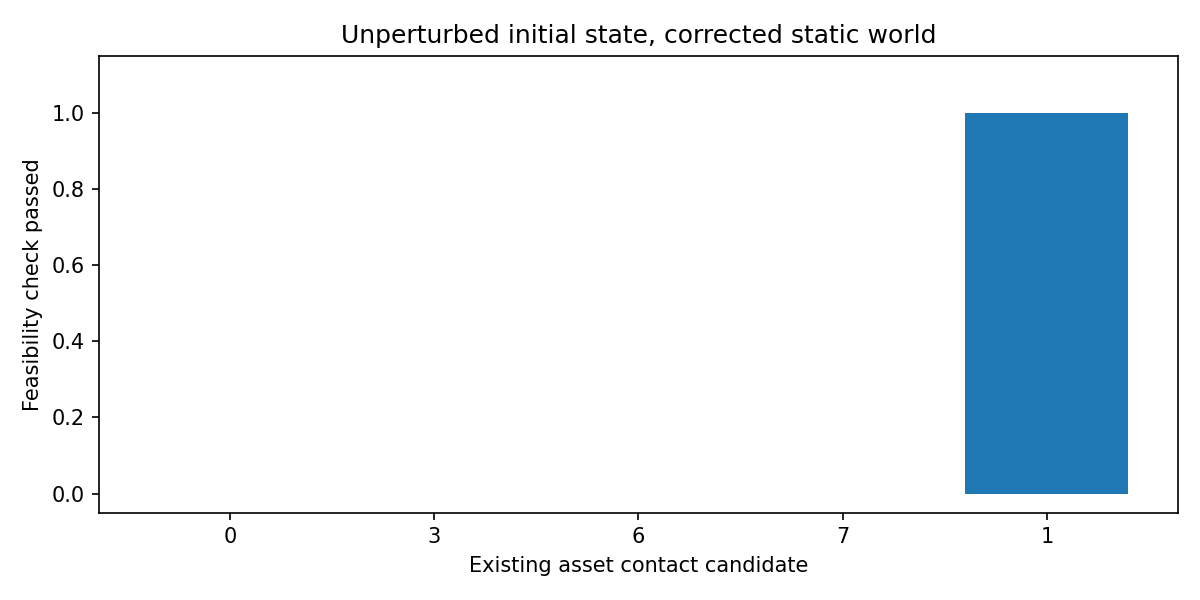 Unperturbed initial state, corrected static world
Feasibility check passed
1.0
0.8
0.6
0.4
0.2
0.0
0 3 6 7 1
Existing asset contact candidate